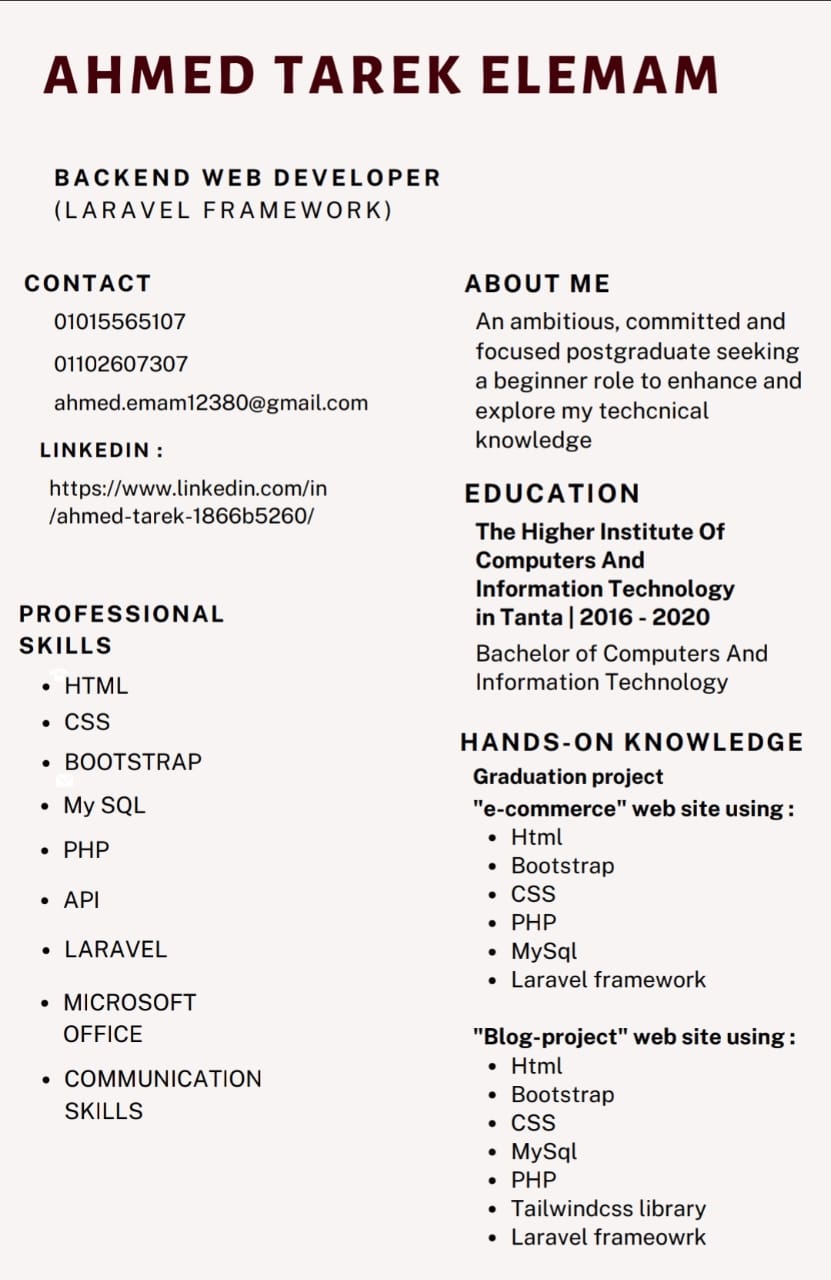 AHMED TAREK ELEMAM
BACKEND WEB DEVELOPER
(LARAVEL FRAMEWORK)
CONTACT
01015565107
01102607307
ahmed.emam12380@gmail.com
LINKEDIN :
https://www.linkedin.com/in
/ahmed-tarek-1866b5260/
PROFESSIONAL
SKILLS
• HTML
• CSS
• BOOTSTRAP
• My SQL
• PHP
• API
• LARAVEL
• MICROSOFT
OFFICE
• COMMUNICATION
SKILLS
ABOUT ME
An ambitious, committed and
focused postgraduate seeking
a beginner role to enhance and
explore my techcnical
knowledge
EDUCATION
The Higher Institute Of
Computers And
Information Technology
in Tanta | 2016 - 2020
Bachelor of Computers And
Information Technology
HANDS-ON KNOWLEDGE
Graduation project
"e-commerce" web site using :
• Html
• Bootstrap
• CSS
• PHP
• MySql
• Laravel framework
"Blog-project" web site using :
• Html
• Bootstrap
• CSS
• MySql
• PHP
• Tailwindcss library
• Laravel frameowrk